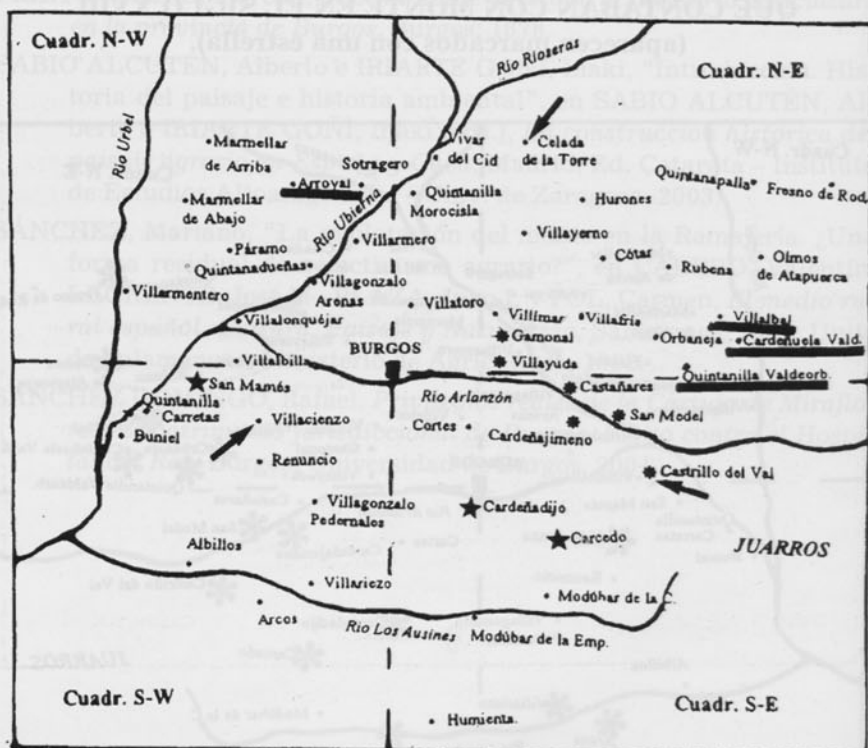 Cuadr. N-W
Cuadr. N-E
Río Rioseras
Río Urbel
Marmellar
de Arriba
Sotragero
Vivar
del Cid
Celada
de la Torre
Arroyal
Quintanapalla
Fresno de Rod.
Marmellar
de Abajo
Río Ubierna
Quintanilla
Morocisla
Hurones
Páramo
Villarmero
Villayerno
Quintanadueñas
Cótar
Rubena
Olmos
de Atapuerca
Villarmentero
Villagonzalo
Arenas
Villatoro
Villalonquéjar
Villímar
Villafría
Villalbal
Gamonal
Orbaneja
Cardeñuela Vald.
BURGOS
Villalbilla
Villayuda
Quintanilla Valdeorb.
San Mamés
Castañares
Quintanilla
Carretas
Río Arlanzón
San
Villacienzo
Cortes
Cardeñajimeno
Buniel
Renuncio
Castrillo del Val
Villagonzalo
Pedernales
Cardeñadijo
Carcedo
JUARROS
Albillos
Villariezo
Modúbar de la C.
Arcos
Río Los Ausines
Modúbar de la Emp.
Cuadr. S-W
Cuadr. S-E
Humienta